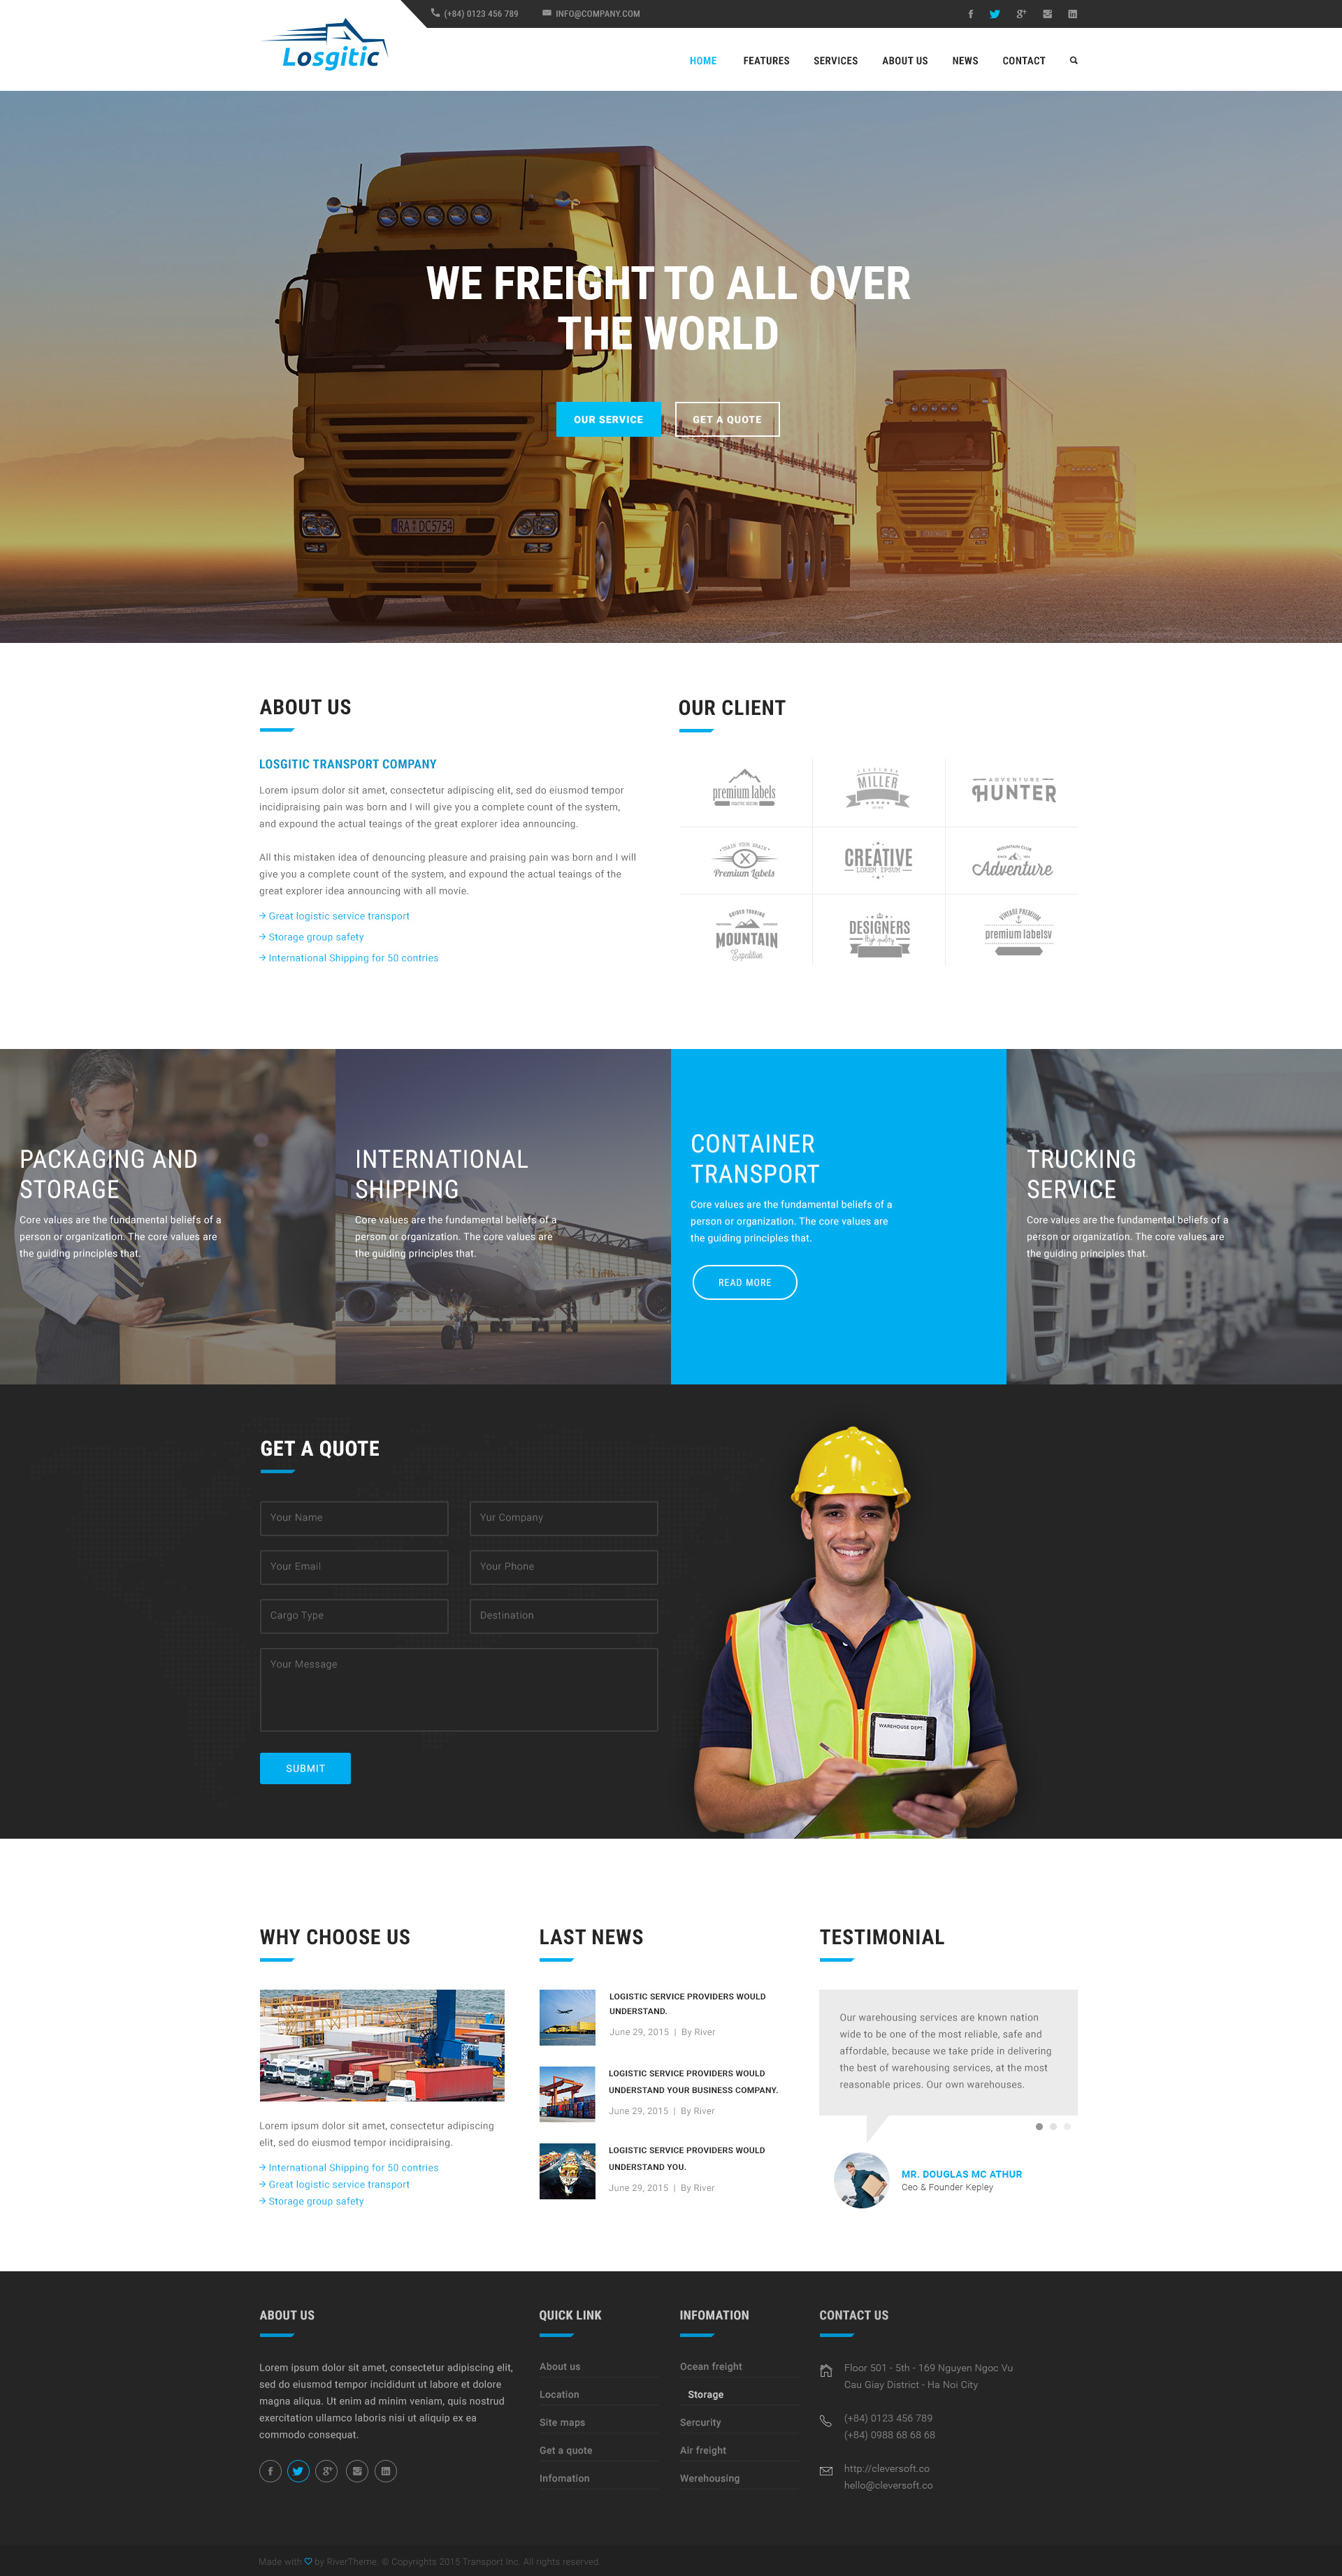 (+84) 0123 456 789
INFO@COMPANY.COM
Losgitic
HOME
FEATURES
SERVICES
ABOUT US
NEWS
CONTACT
WE FREIGHT TO ALL OVER
THE WORLD
OUR SERVICE
GET A QUOTE
RA DC5754
ABOUT US
LOSGITIC TRANSPORT COMPANY
Lorem ipsum dolor sit amet, consectetur adipiscing elit, sed do eiusmod tempor
incidipraising pain was born and I will give you a complete count of the system,
and expound the actual teaings of the great explorer idea announcing.
All this mistaken idea of denouncing pleasure and praising pain was born and I will
give you a complete count of the system, and expound the actual teaings of the
great explorer idea announcing with all movie.
Great logistic service transport
Storage group safety
International Shipping for 50 contries
OUR CLIENT
premium labels
MILLER
ADVENTURE
HUNTER
TRAIN YOUR BRAIN
X
Premium Labels
CREATIVE
LOREM IPSUM
MOUNTAIN CLUB
Adventure
GUIDED TOURING
MOUNTAIN
Expedition
DESIGNERS
High quality
VINTAGE PREMIUM
premium labelsv
PACKAGING AND
STORAGE
Core values are the fundamental beliefs of a
person or organization. The core values are
the guiding principles that.
INTERNATIONAL
SHIPPING
Core values are the fundamental beliefs of a
person or organization. The core values are
the guiding principles that.
CONTAINER
TRANSPORT
Core values are the fundamental beliefs of a
person or organization. The core values are
the guiding principles that.
READ MORE
TRUCKING
SERVICE
Core values are the fundamental beliefs of a
person or organization. The core values are
the guiding principles that.
GET A QUOTE
Your Name
Yur Company
Your Email
Your Phone
Cargo Type
Destination
Your Message
SUBMIT
WAREHOUSE DEPT.
WHY CHOOSE US
Lorem ipsum dolor sit amet, consectetur adipiscing
elit, sed do eiusmod tempor incidipraising.
International Shipping for 50 contries
Great logistic service transport
Storage group safety
LAST NEWS
LOGISTIC SERVICE PROVIDERS WOULD
UNDERSTAND.
June 29, 2015 | By River
LOGISTIC SERVICE PROVIDERS WOULD
UNDERSTAND YOUR BUSINESS COMPANY.
June 29, 2015 | By River
LOGISTIC SERVICE PROVIDERS WOULD
UNDERSTAND YOU.
June 29, 2015 | By River
TESTIMONIAL
Our warehousing services are known nation
wide to be one of the most reliable, safe and
affordable, because we take pride in delivering
the best of warehousing services, at the most
reasonable prices. Our own warehouses.
MR. DOUGLAS MC ATHUR
Ceo & Founder Kepley
ABOUT US
Lorem ipsum dolor sit amet, consectetur adipiscing elit,
sed do eiusmod tempor incididunt ut labore et dolore
magna aliqua. Ut enim ad minim veniam, quis nostrud
exercitation ullamco laboris nisi ut aliquip ex ea
commodo consequat.
QUICK LINK
About us
Location
Site maps
Get a quote
Infomation
INFOMATION
Ocean freight
Storage
Sercurity
Air freight
Werehousing
CONTACT US
Floor 501 - 5th - 169 Nguyen Ngoc Vu
Cau Giay District - Ha Noi City
(+84) 0123 456 789
(+84) 0988 68 68 68
http://cleversoft.co
hello@cleversoft.co
Made with by RiverTheme. © Copyrights 2015 Transport Inc. All rights reserved.